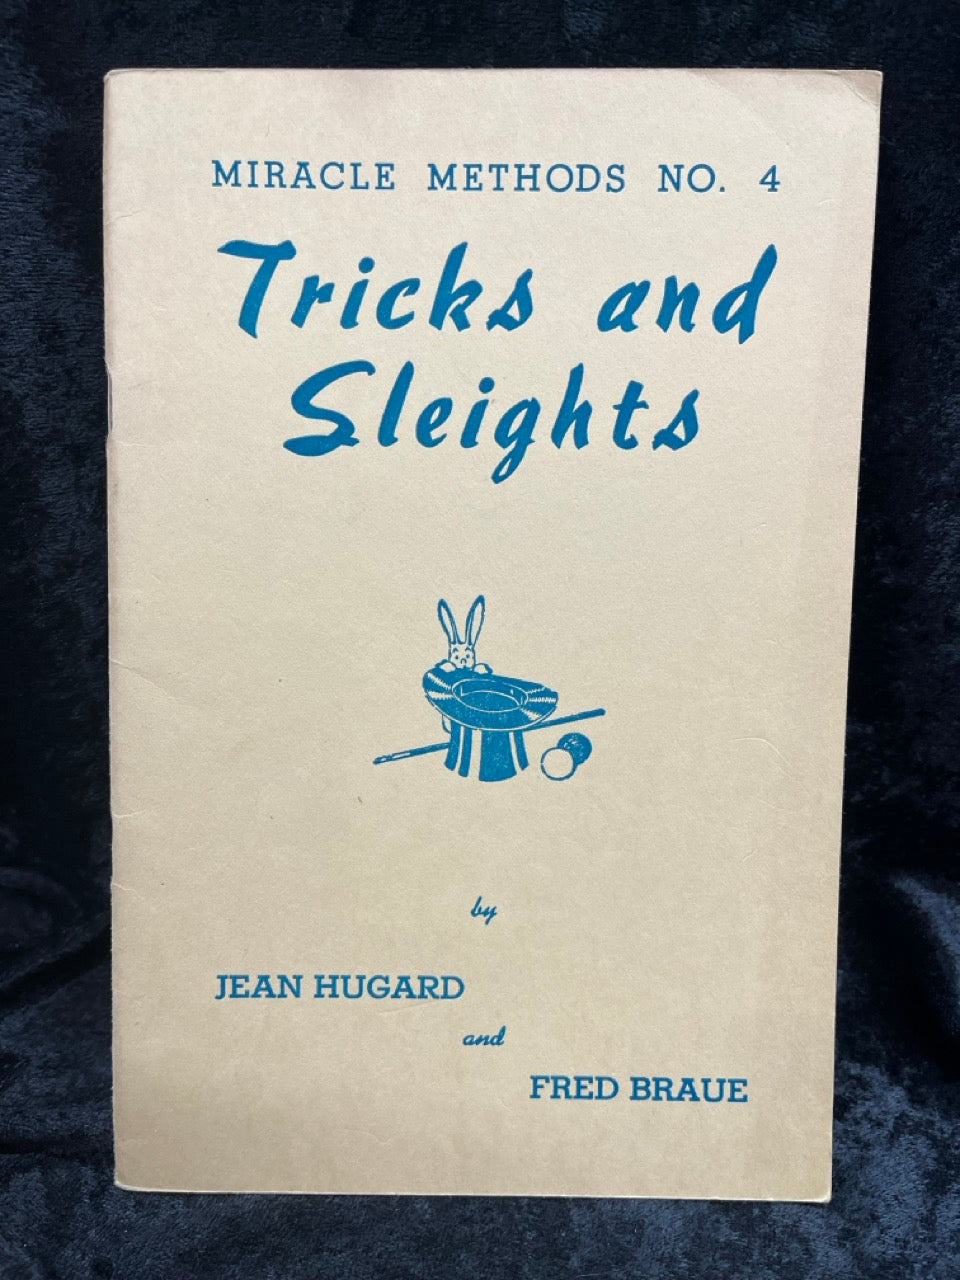 MIRACLE METHODS NO. 4
Tricks and
Sleights
by
JEAN HUGARD
and
FRED BRAUE